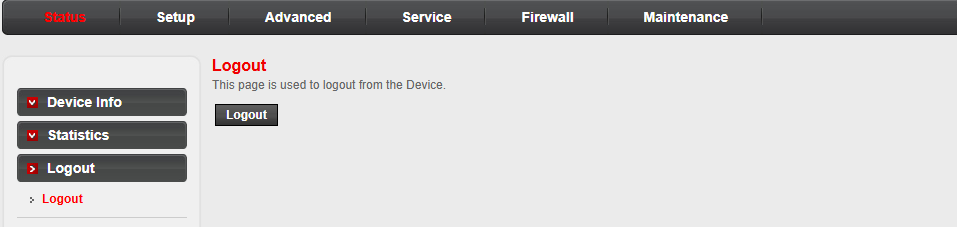 Status Setup Advanced Service Firewall Maintenance
Logout
This page is used to logout from the Device.
Logout
Device Info
Statistics
Logout
Logout